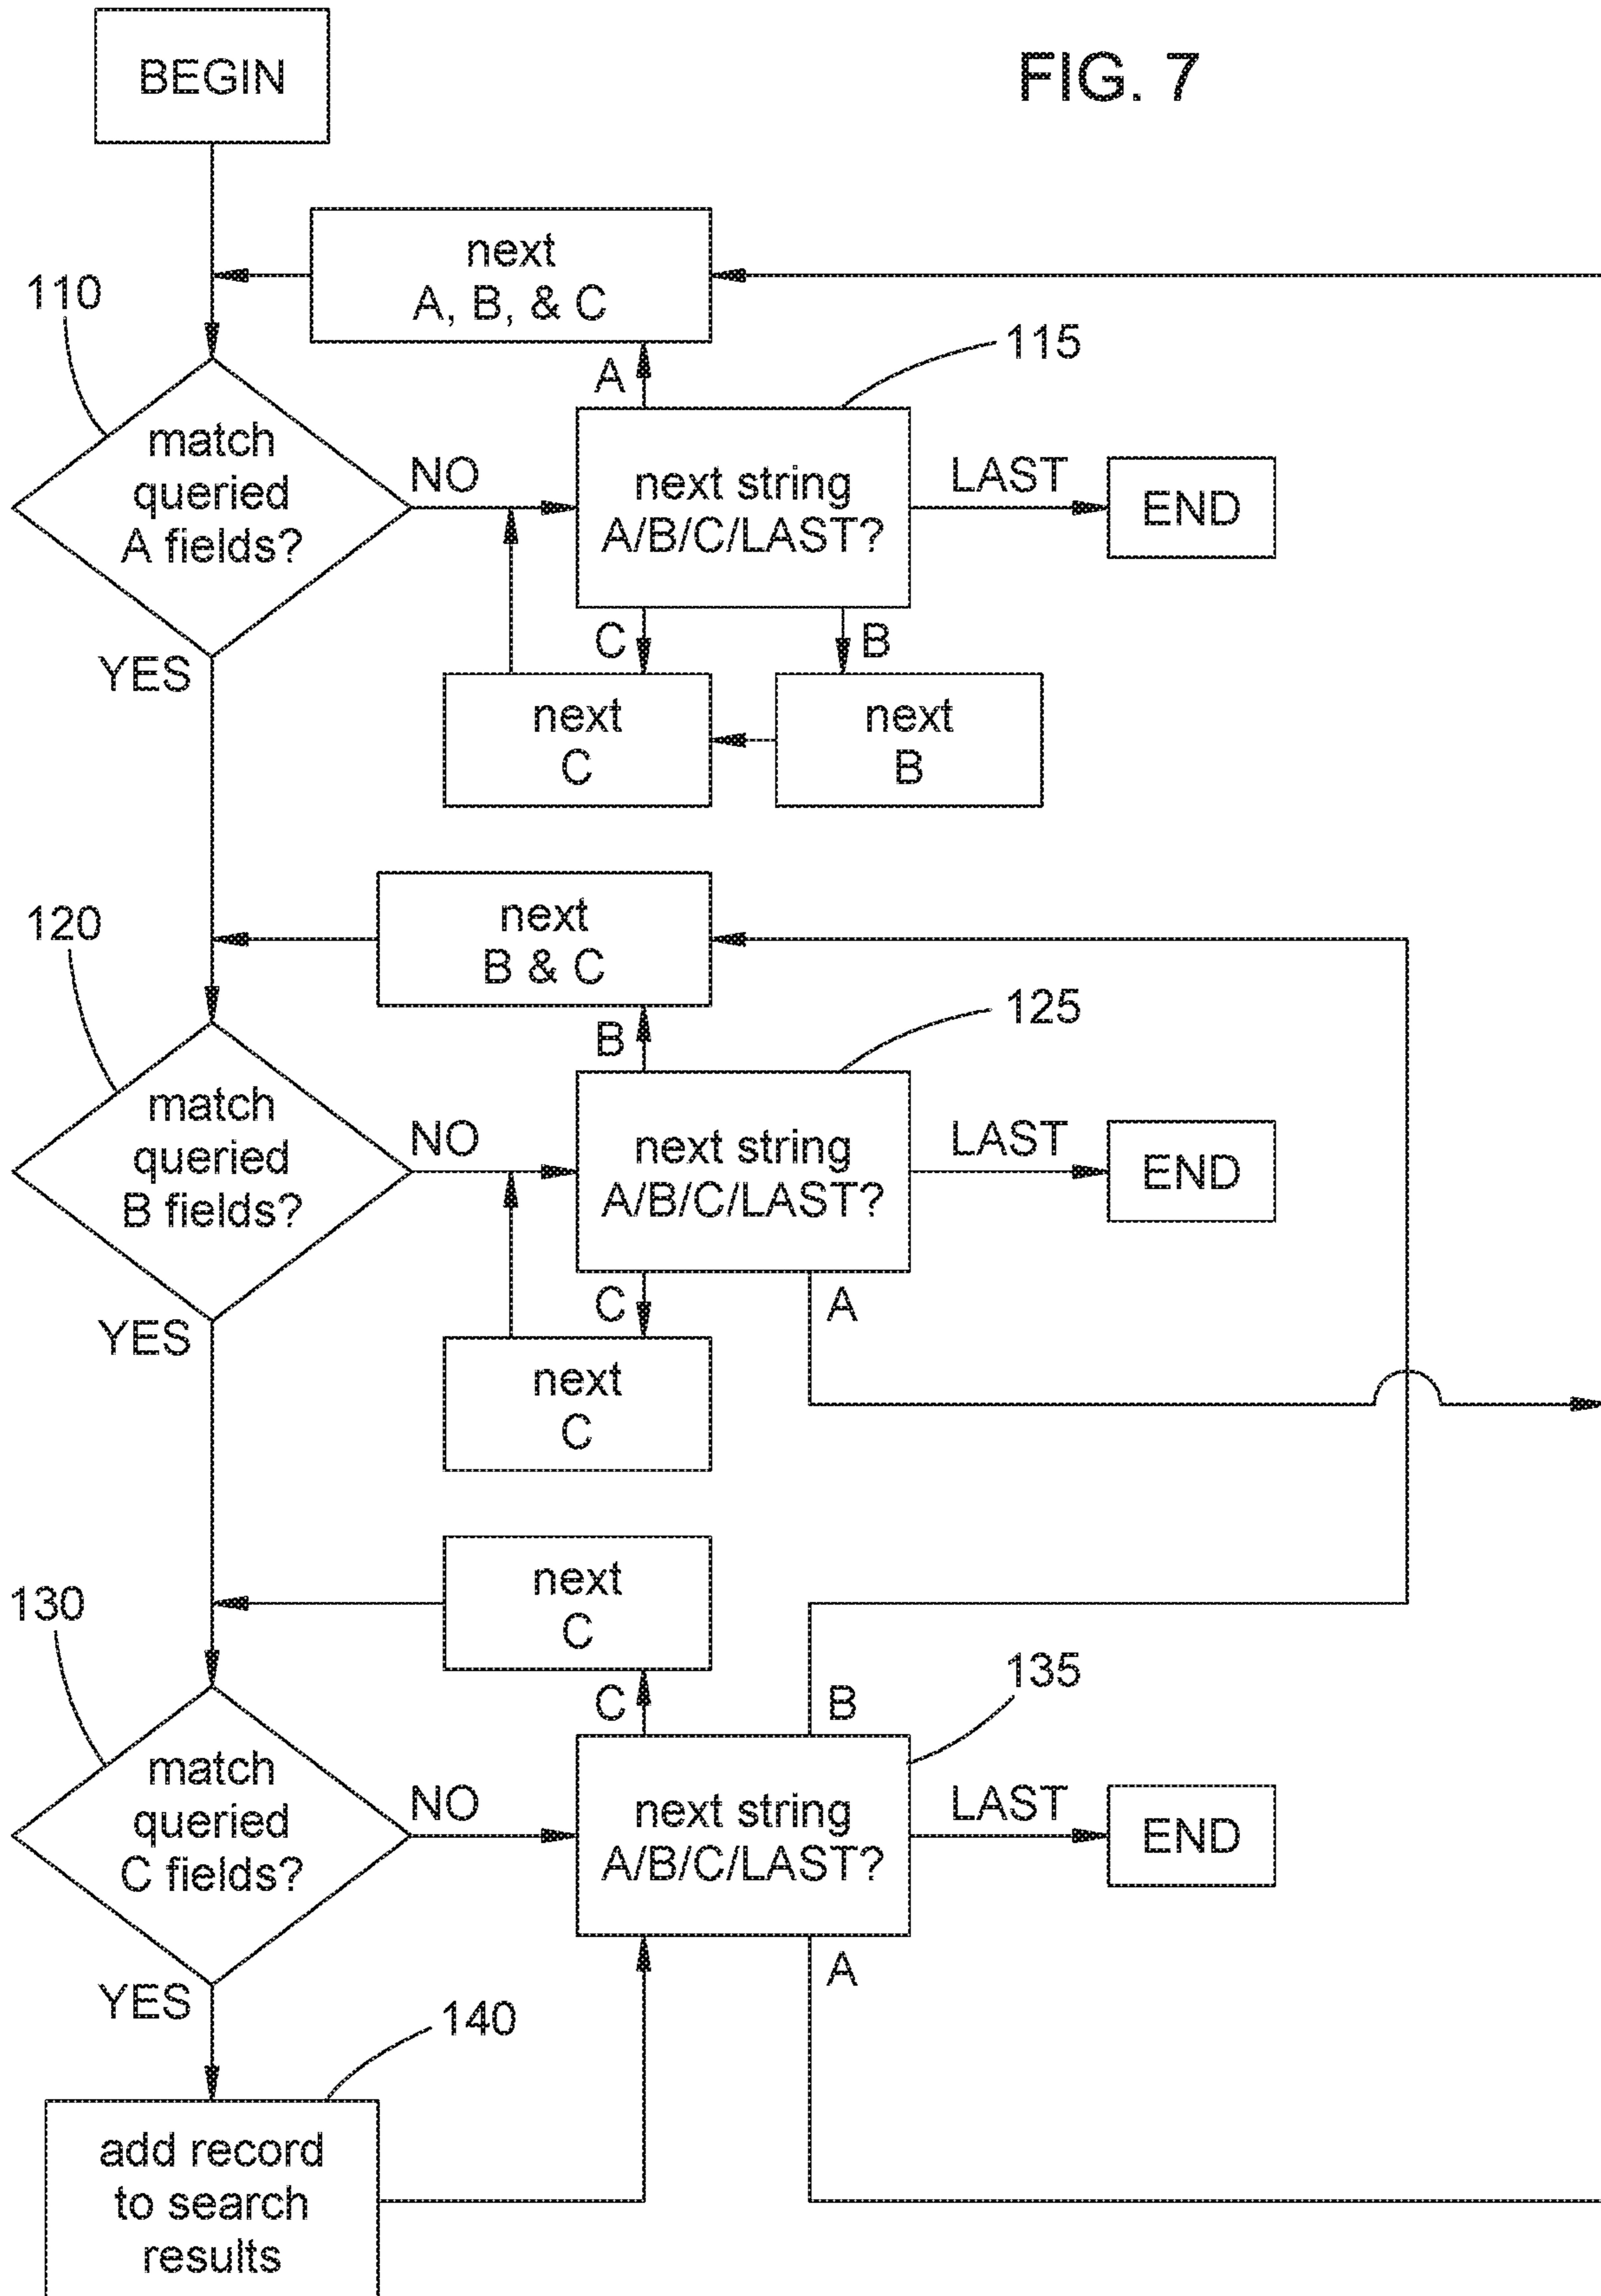 BEGIN
FIG. 7
next
A, B, & C
110
115
A
match
queried
A fields?
NO
next string
A/B/C/LAST?
LAST
END
C
B
YES
next
C
next
B
next
B & C
120
125
B
match
queried
B fields?
NO
next string
A/B/C/LAST?
LAST
END
C
A
YES
next
C
next
C
130
135
C
B
match
queried
C fields?
NO
next string
A/B/C/LAST?
LAST
END
A
YES
140
add record
to search
results